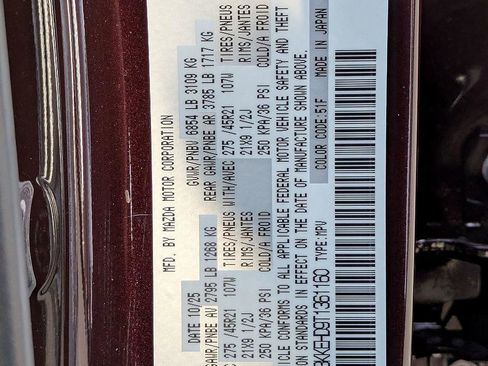 MFD. BY MAZDA MOTOR CORPORATION
DATE 10/25 GVWR/PNBV 6854 LB 3109 KG
GAWR/PNBE AV 2795 LB 1268 KG REAR GAWR/PNBE AR 3785 LB 1717 KG
TIRES/PNEUS WITH/AVEC 275 /45R21 107W TIRES/PNEUS
275 /45R21 107W
21X9 1/2J RIMS/JANTES 21X9 1/2J RIMS/JANTES
250 KPA/36 PSI COLD/A FROID 250 KPA/36 PSI COLD/A FROID
CONFORMS TO ALL APPLICABLE FEDERAL MOTOR VEHICLE SAFETY AND THEFT
STANDARDS IN EFFECT ON THE DATE OF MANUFACTURE SHOWN ABOVE.
KKEHD9T1361160 TYPE: MPV COLOR CODE: 51F MADE IN JAPAN